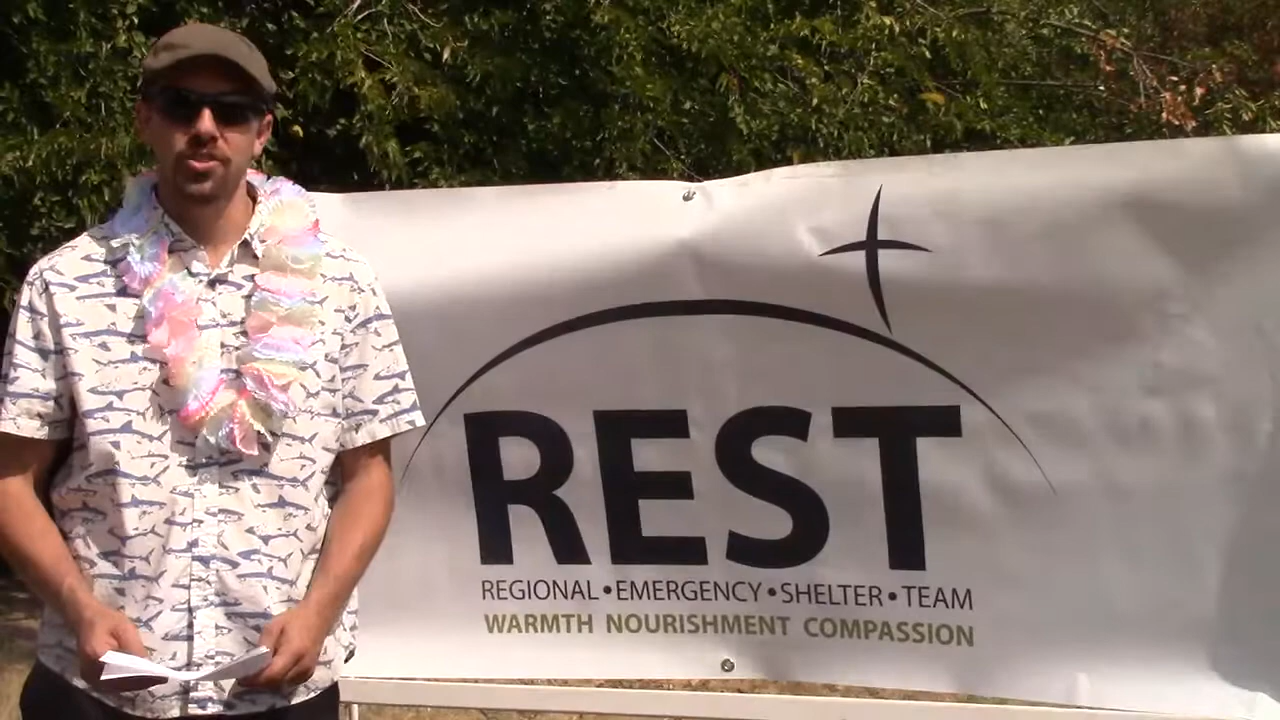 REST
REGIONAL•EMERGENCY•SHELTER•TEAM
WARMTH NOURISHMENT COMPASSION